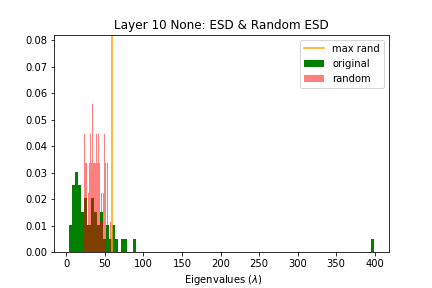 Layer 10 None: ESD & Random ESD
max rand
original
random
0.08
0.07
0.06
0.05
0.04
0.03
0.02
0.01
0.00
0 50 100 150 200 250 300 350 400
Eigenvalues (λ)